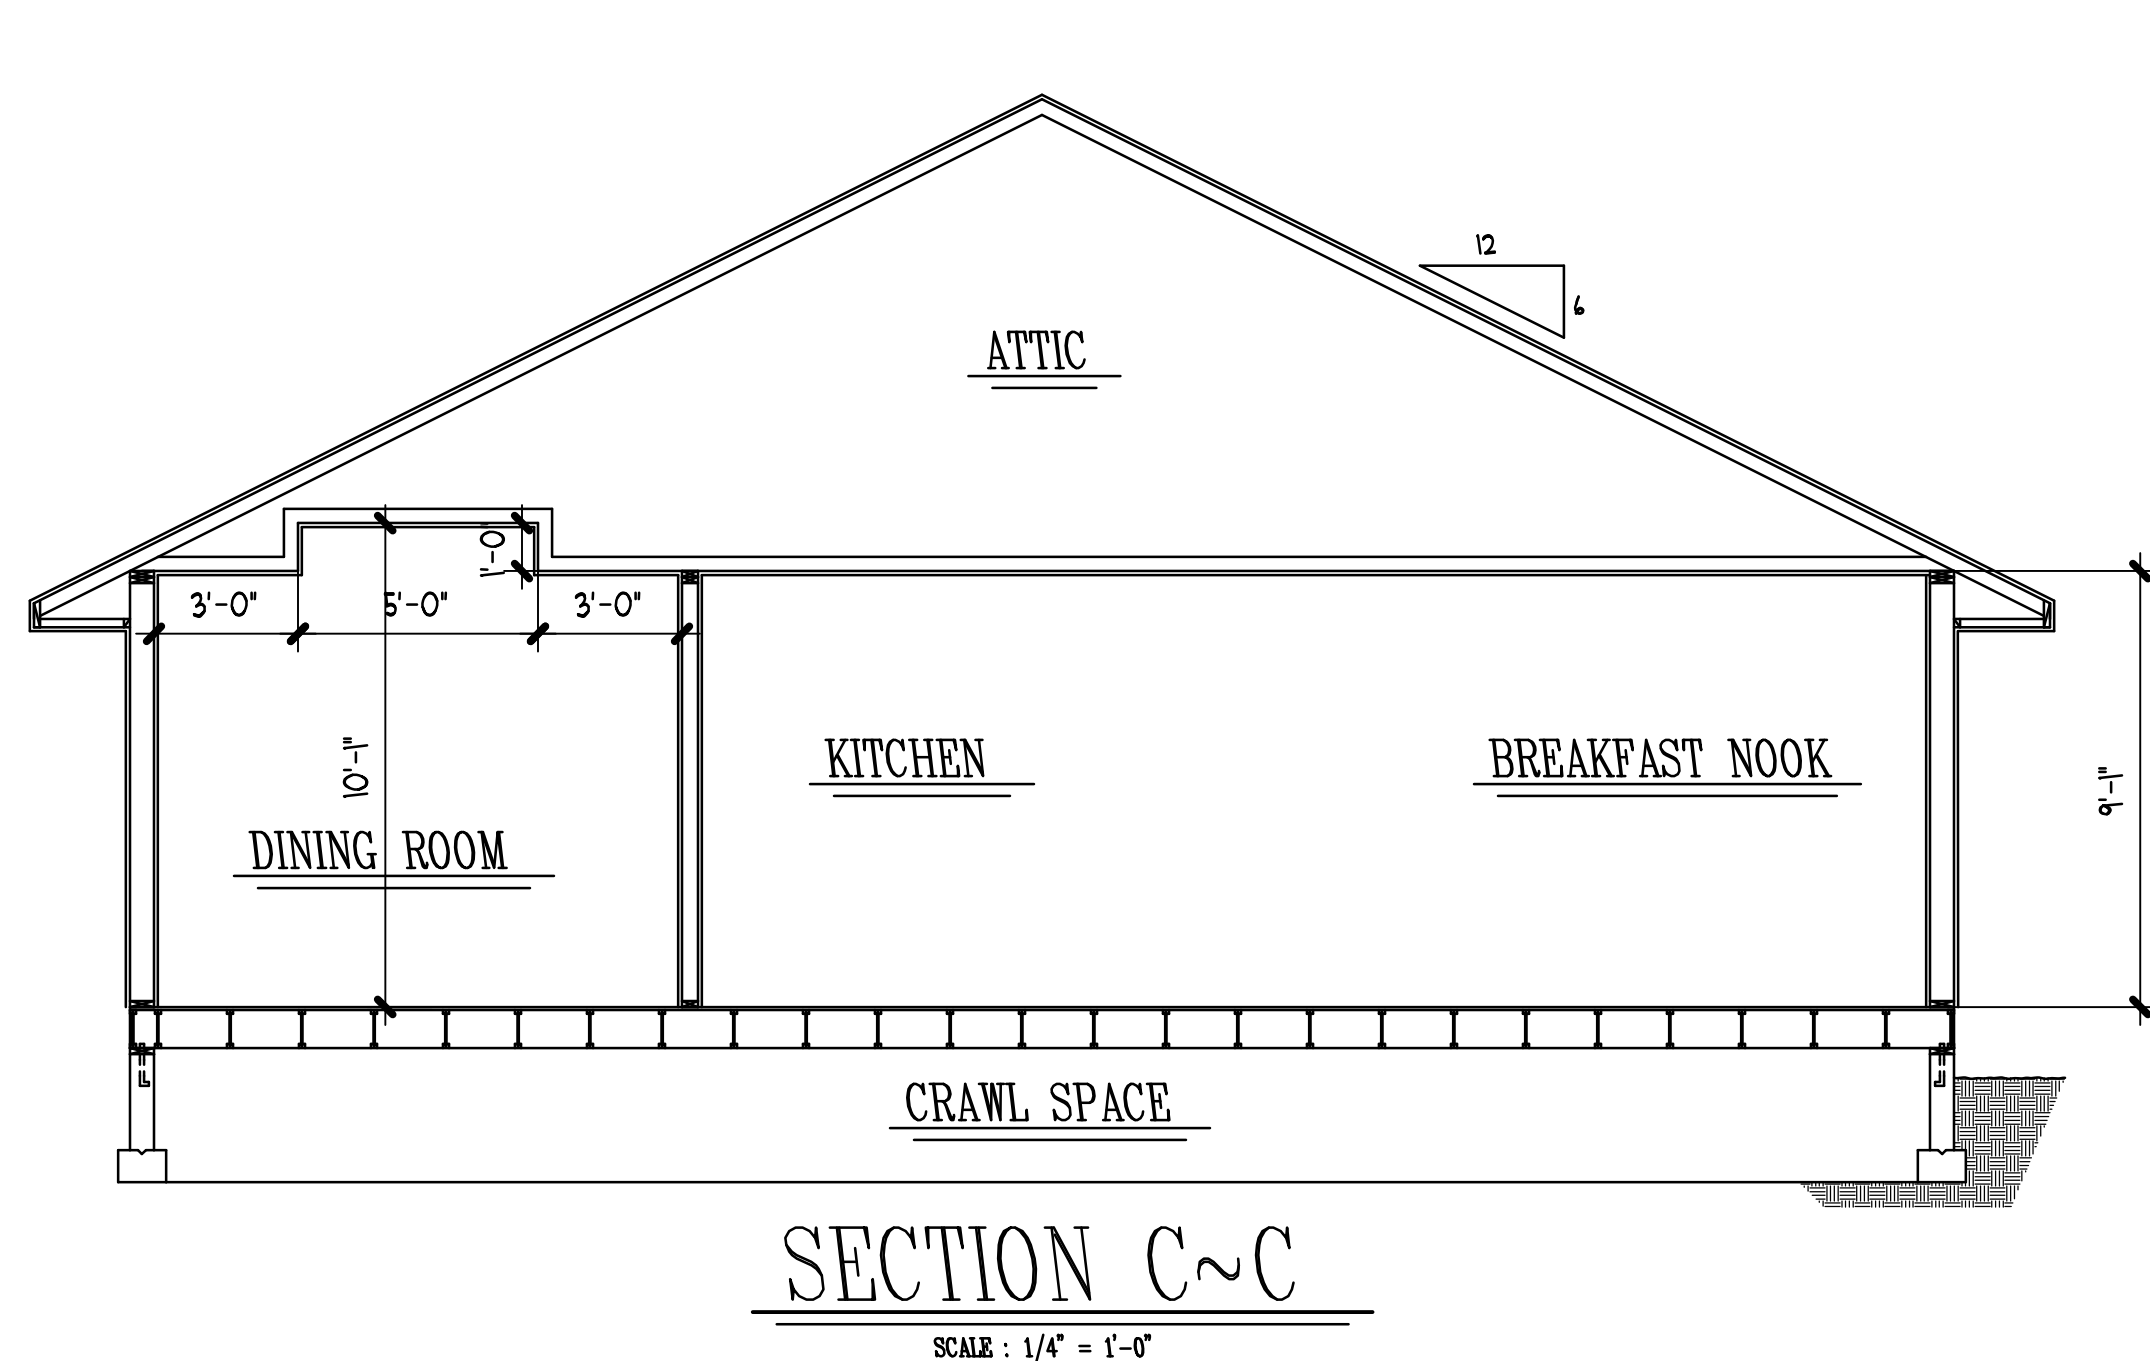 12
6
ATTIC
1'-0"
3'-0" 5'-0" 3'-0"
10'-1"
KITCHEN
BREAKFAST NOOK
9'-1"
DINING ROOM
CRAWL SPACE
SECTION C~C
SCALE : 1/4" = 1'-0"